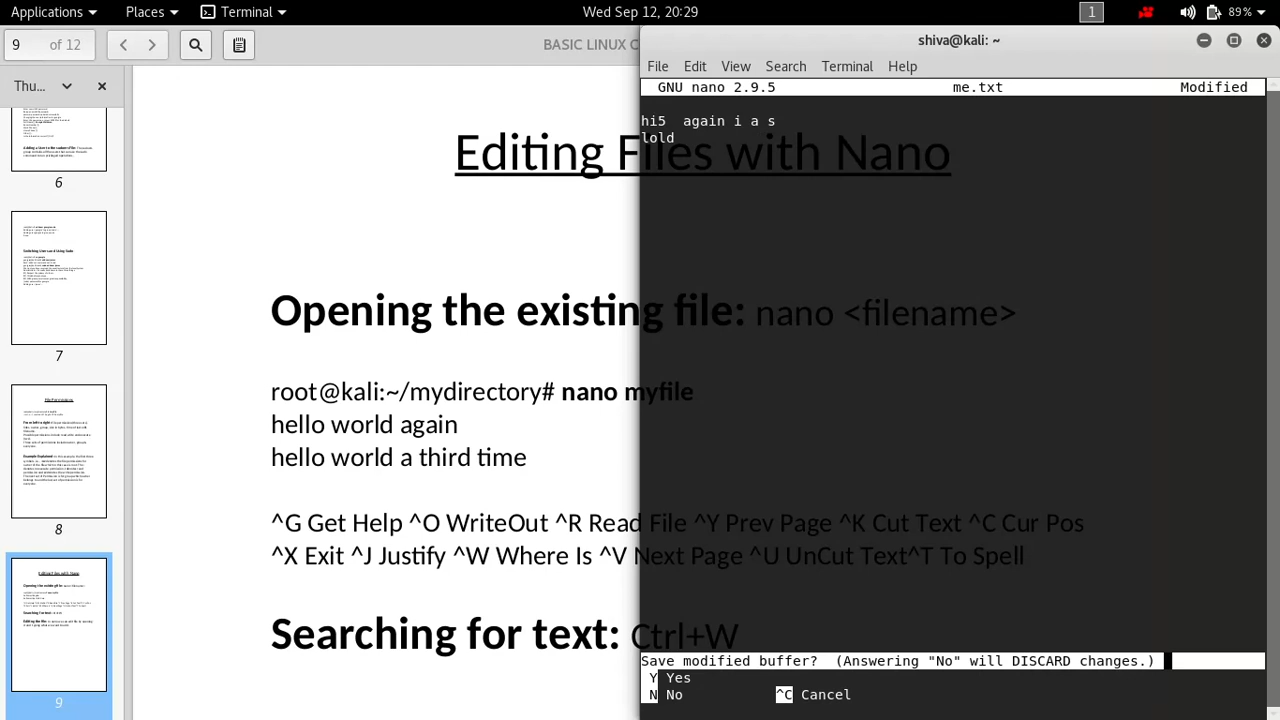 Applications Places Terminal Wed Sep 12, 20:29 1 89%
9 of 12 BASIC LINUX C
shiva@kali: ~
File Edit View Search Terminal Help
Thu...
GNU nano 2.9.5 me.txt Modified
hi5 again i a s
lold
Editing Files with Nano
6
7
8
9
Opening the existing file: nano <filename>
root@kali:~/mydirectory# nano myfile
hello world again
hello world a third time
^G Get Help ^O WriteOut ^R Read File ^Y Prev Page ^K Cut Text ^C Cur Pos
^X Exit ^J Justify ^W Where Is ^V Next Page ^U UnCut Text^T To Spell
Searching for text: Ctrl+W
Save modified buffer? (Answering "No" will DISCARD changes.)
Y Yes
N No ^C Cancel